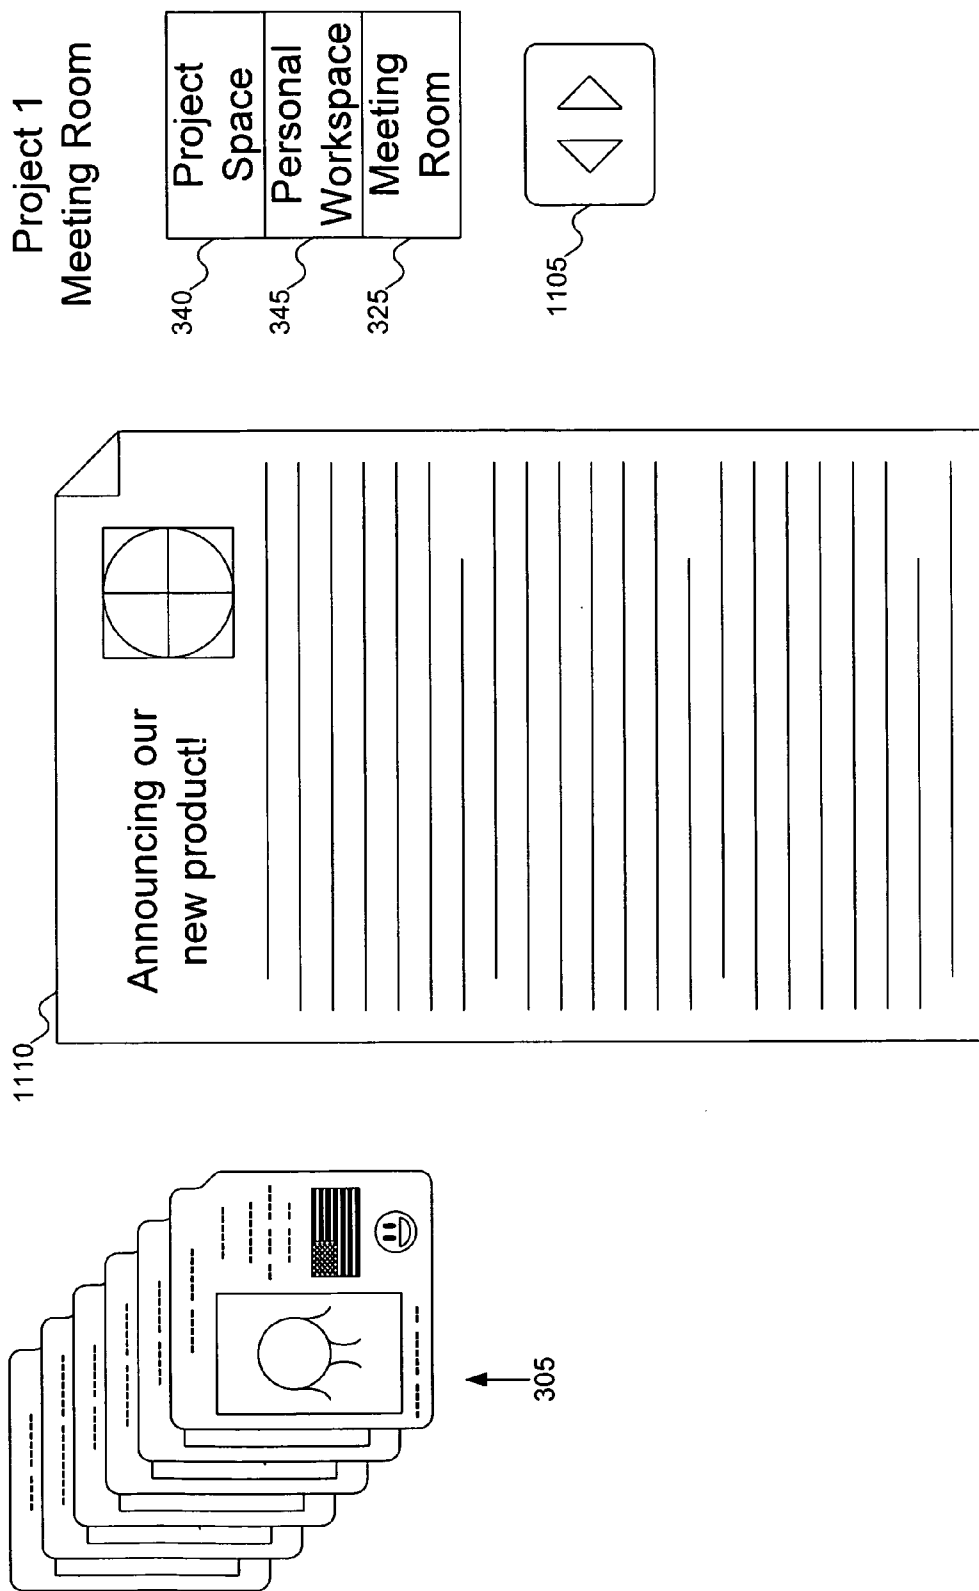 Project 1
Meeting Room
340
Project
Space
345
Personal
Workspace
325
Meeting
Room
1105
1110
Announcing our
new product!
305